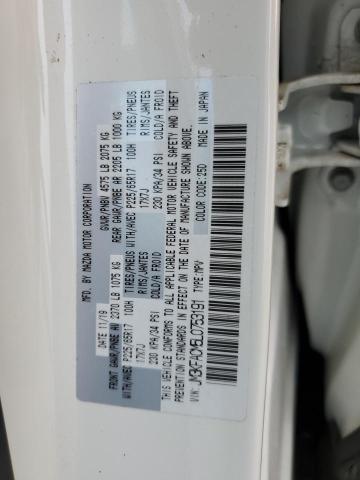 MFD. BY MAZDA MOTOR CORPORATION
DATE 11/19 GVWR/PNBV 4575 LB 2075 KG
FRONT GAWR/PNBE AV 2370 LB 1075 KG REAR GAWR/PNBE AR 2205 LB 1000 KG
WITH/AVEC P225/65R17 100H TIRES/PNEUS WITH/AVEC P225/65R17 100H TIRES/PNEUS
17X7J RIMS/JANTES 17X7J RIMS/JANTES
230 KPA/34 PSI COLD/A FROID 230 KPA/34 PSI COLD/A FROID
THIS VEHICLE CONFORMS TO ALL APPLICABLE FEDERAL MOTOR VEHICLE SAFETY AND THEFT
PREVENTION STANDARDS IN EFFECT ON THE DATE OF MANUFACTURE SHOWN ABOVE.
TYPE: MPV COLOR CODE: 25D MADE IN JAPAN
VIN: